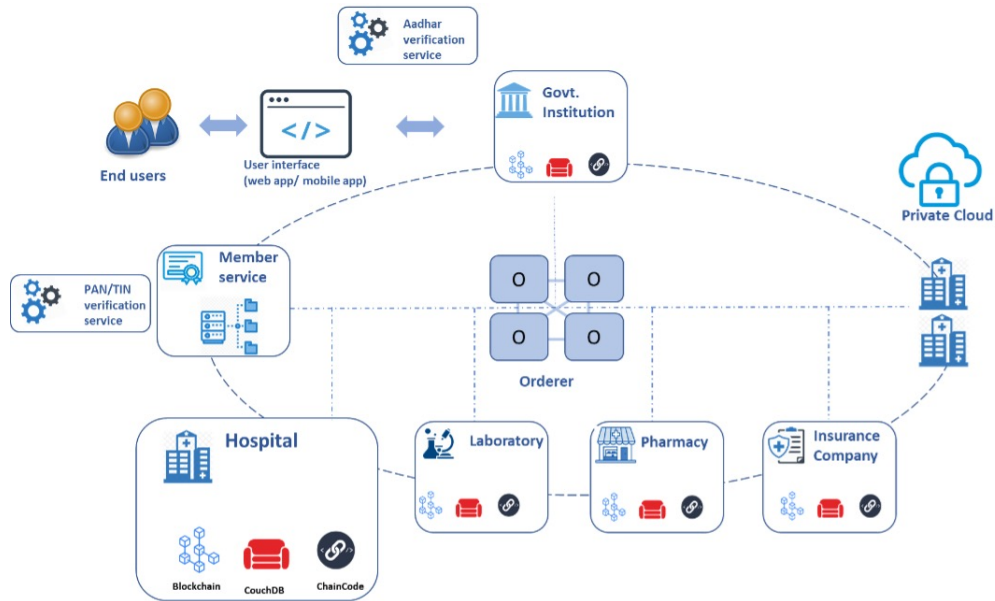 Aadhar
verification
service
Govt.
Institution
</>
End users
User interface
(web app/ mobile app)
Private Cloud
Member
service
PAN/TIN
verification
service
O
O
O
O
Orderer
Hospital
Laboratory
Pharmacy
Insurance
Company
Blockchain
CouchDB
ChainCode